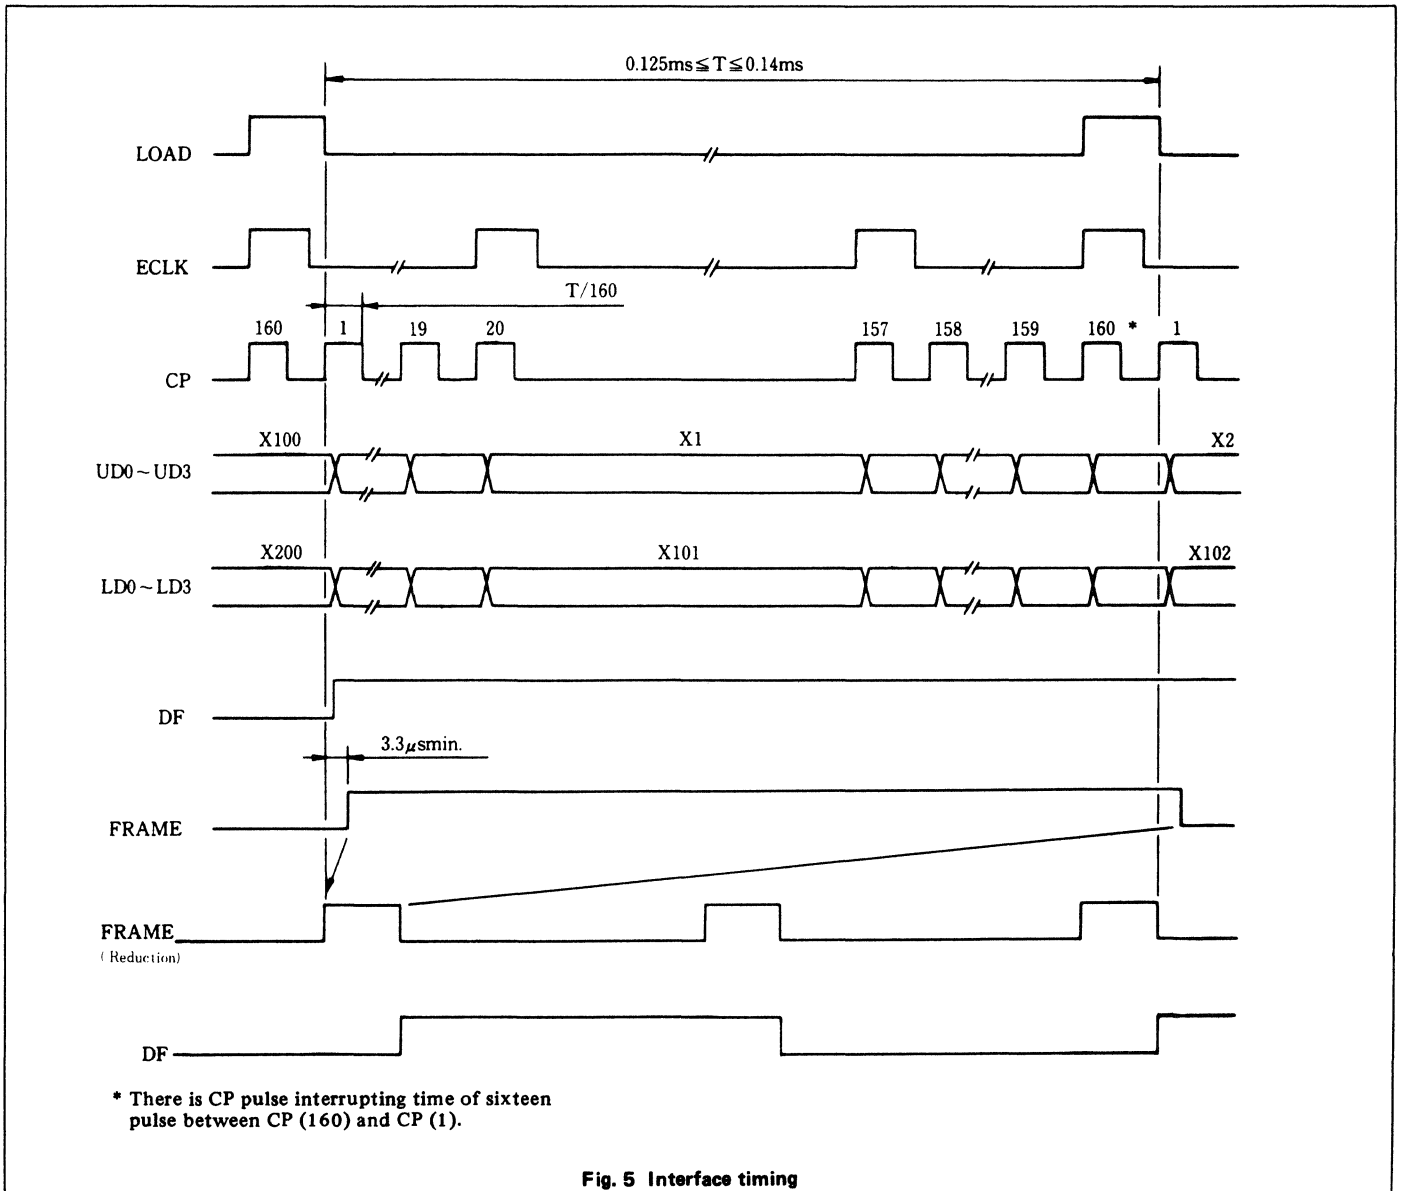 0.125ms≦T≦0.14ms
LOAD
ECLK
T/160
160 1 19 20 157 158 159 160 * 1
CP
X100 X1 X2
UD0~UD3
X200 X101 X102
LD0~LD3
DF
3.3μsmin.
FRAME
FRAME
(Reduction)
DF
* There is CP pulse interrupting time of sixteen
pulse between CP (160) and CP (1).
Fig. 5 Interface timing